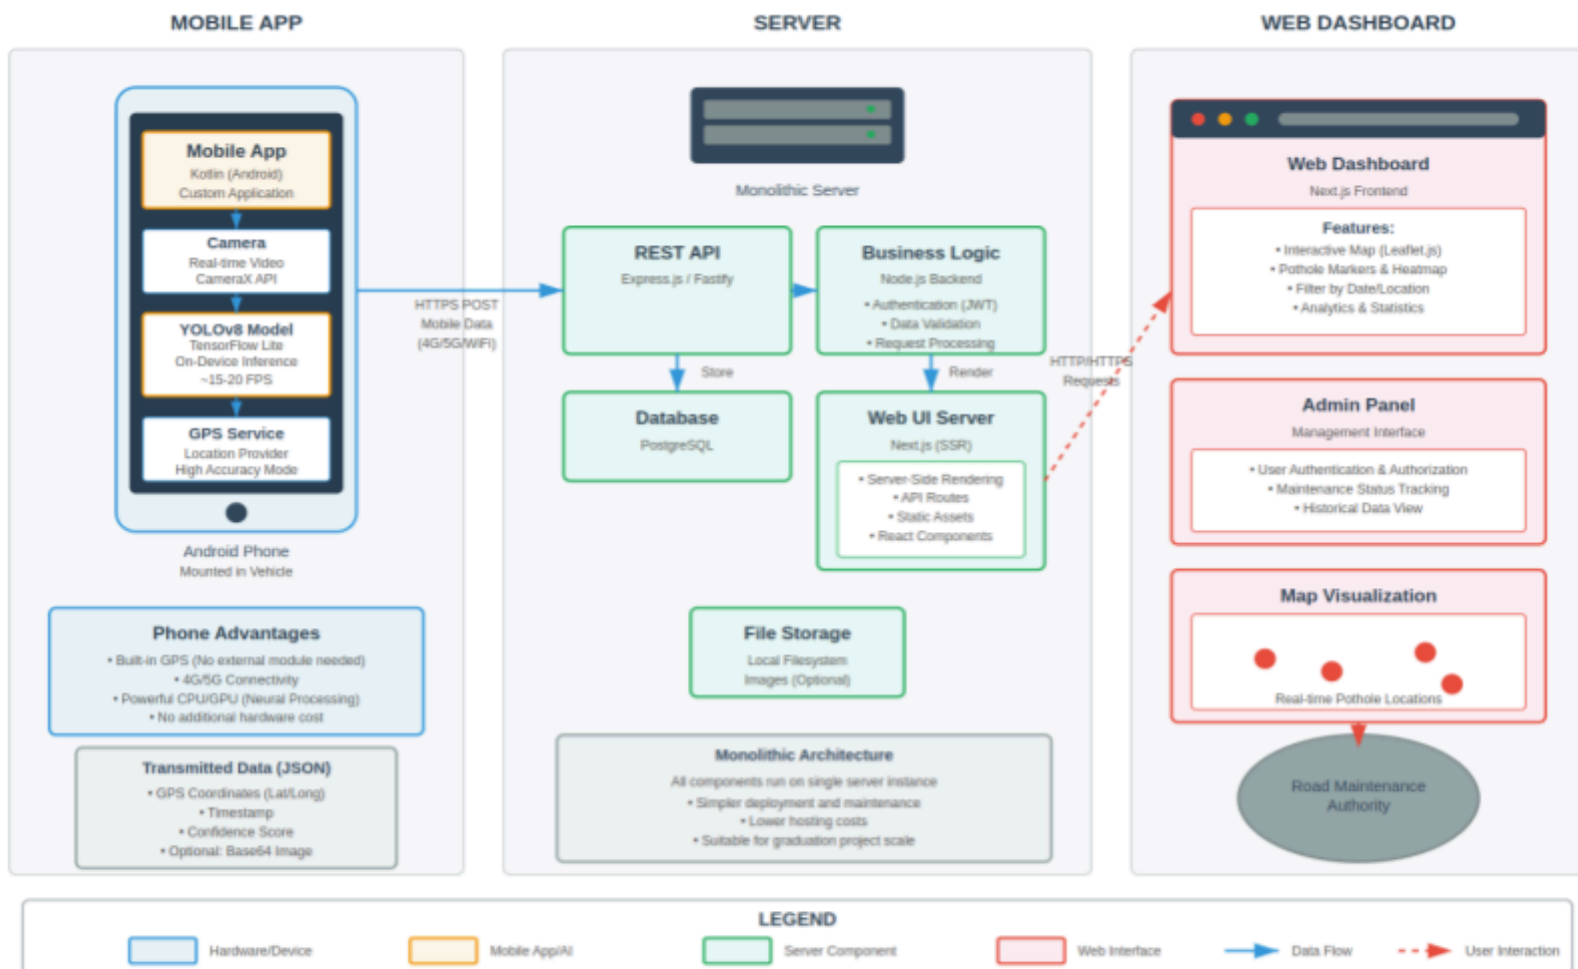 MOBILE APP
Mobile App
Kotlin (Android)
Custom Application
Camera
Real-time Video
CameraX API
YOLOv8 Model
TensorFlow Lite
On-Device Inference
~15-20 FPS
GPS Service
Location Provider
High Accuracy Mode
Android Phone
Mounted in Vehicle
Phone Advantages
• Built-in GPS (No external module needed)
• 4G/5G Connectivity
• Powerful CPU/GPU (Neural Processing)
• No additional hardware cost
Transmitted Data (JSON)
• GPS Coordinates (Lat/Long)
• Timestamp
• Confidence Score
• Optional: Base64 Image
HTTPS POST
Mobile Data
(4G/5G/WiFi)
SERVER
Monolithic Server
REST API
Express.js / Fastify
Business Logic
Node.js Backend
• Authentication (JWT)
• Data Validation
• Request Processing
Store
Render
Database
PostgreSQL
Web UI Server
Next.js (SSR)
• Server-Side Rendering
• API Routes
• Static Assets
• React Components
File Storage
Local Filesystem
Images (Optional)
Monolithic Architecture
All components run on single server instance
• Simpler deployment and maintenance
• Lower hosting costs
• Suitable for graduation project scale
HTTP/HTTPS
Requests
WEB DASHBOARD
Web Dashboard
Next.js Frontend
Features:
• Interactive Map (Leaflet.js)
• Pothole Markers & Heatmap
• Filter by Date/Location
• Analytics & Statistics
Admin Panel
Management Interface
• User Authentication & Authorization
• Maintenance Status Tracking
• Historical Data View
Map Visualization
Real-time Pothole Locations
Road Maintenance
Authority
LEGEND
Hardware/Device
Mobile App/AI
Server Component
Web Interface
Data Flow
User Interaction